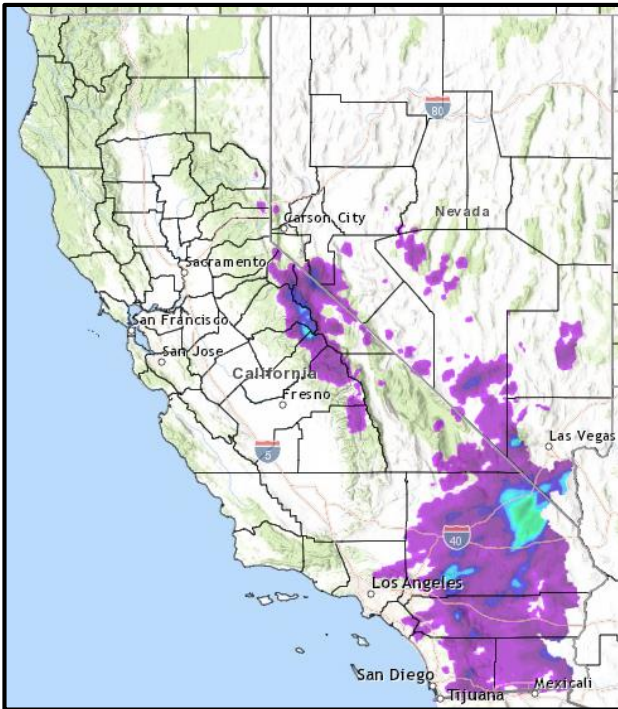 80
Carson City
Nevada
Sacramento
San Francisco
San Jose
California
Fresno
5
Las Vegas
40
Los Angeles
San Diego
Mexicali
Tijuana